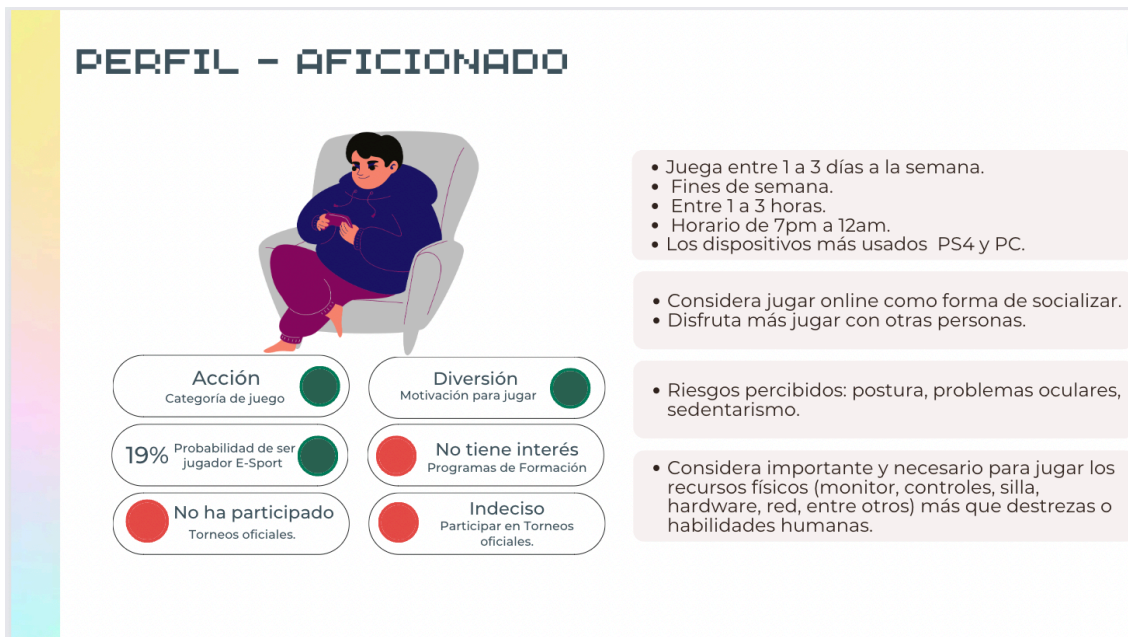 PERFIL - AFICIONADO
Acción
Categoría de juego
Diversión
Motivación para jugar
19% Probabilidad de ser
jugador E-Sport
No tiene interés
Programas de Formación
No ha participado
Torneos oficiales.
Indeciso
Participar en Torneos
oficiales.
• Juega entre 1 a 3 días a la semana.
• Fines de semana.
• Entre 1 a 3 horas.
• Horario de 7pm a 12am.
• Los dispositivos más usados PS4 y PC.
• Considera jugar online como forma de socializar.
• Disfruta más jugar con otras personas.
• Riesgos percibidos: postura, problemas oculares,
sedentarismo.
• Considera importante y necesario para jugar los
recursos físicos (monitor, controles, silla,
hardware, red, entre otros) más que destrezas o
habilidades humanas.